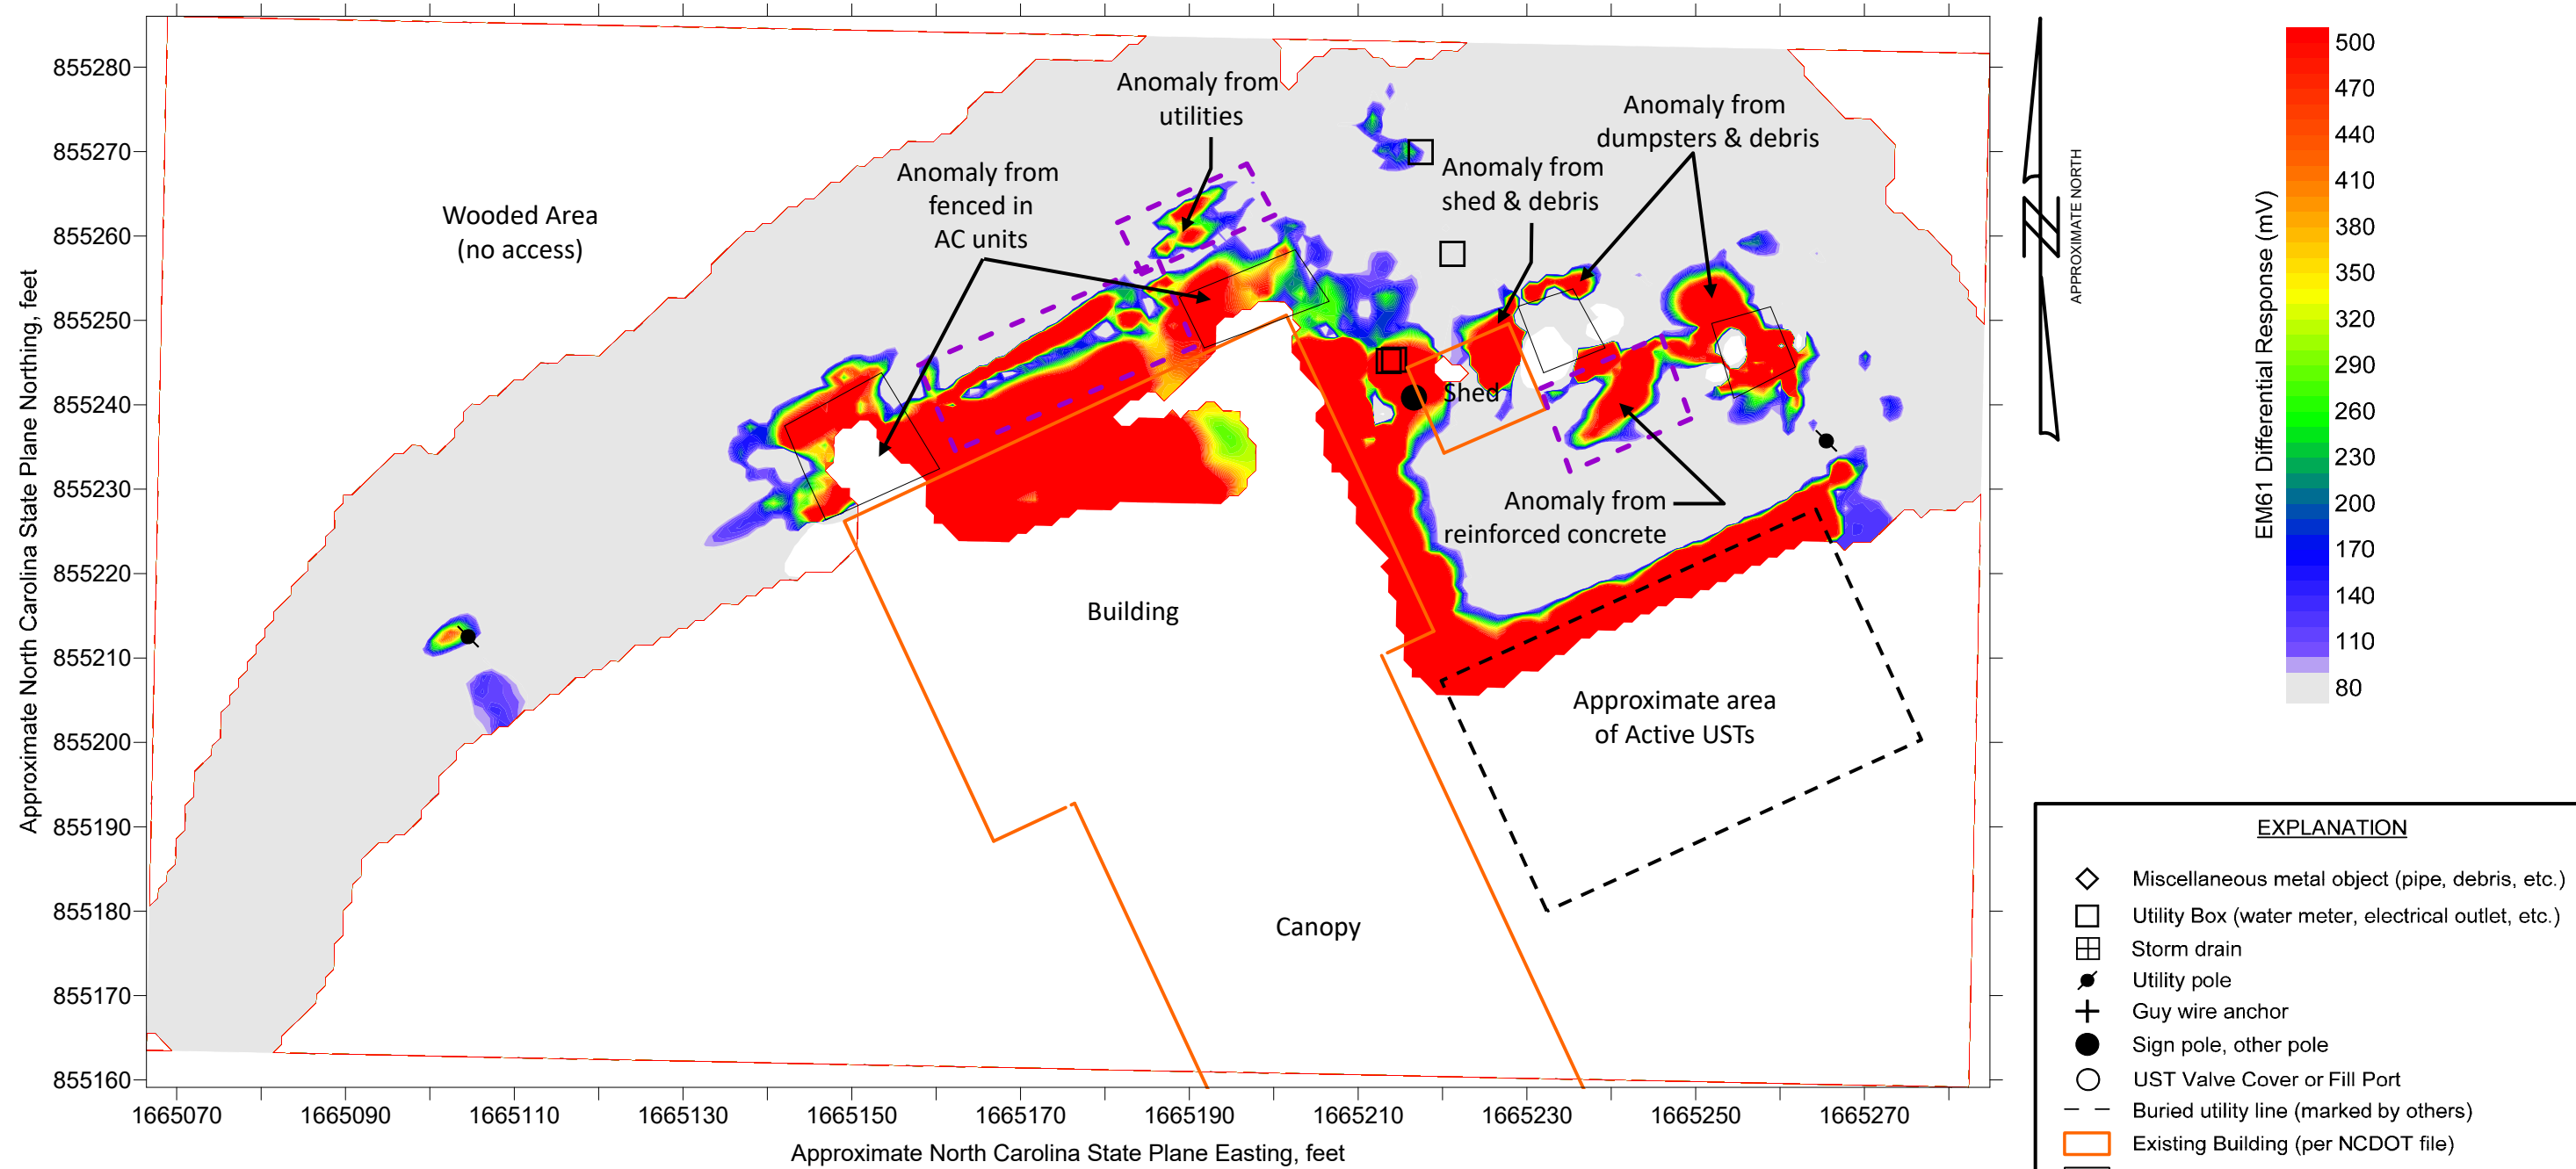 Anomaly from
utilities
Anomaly from
fenced in
AC units
Wooded Area
(no access)
Anomaly from
shed & debris
Anomaly from
dumpsters & debris
Shed
Anomaly from
reinforced concrete
Building
Approximate area
of Active USTs
Canopy
855280
855270
855260
855250
855240
855230
855220
855210
855200
855190
855180
855170
855160
Approximate North Carolina State Plane Northing, feet
1665070
1665090
1665110
1665130
1665150
1665170
1665190
1665210
1665230
1665250
1665270
Approximate North Carolina State Plane Easting, feet
N
APPROXIMATE NORTH
EM61 Differential Response (mV)
500
470
440
410
380
350
320
290
260
230
200
170
140
110
80
EXPLANATION
Miscellaneous metal object (pipe, debris, etc.)
Utility Box (water meter, electrical outlet, etc.)
Storm drain
Utility pole
Guy wire anchor
Sign pole, other pole
UST Valve Cover or Fill Port
Buried utility line (marked by others)
Existing Building (per NCDOT file)